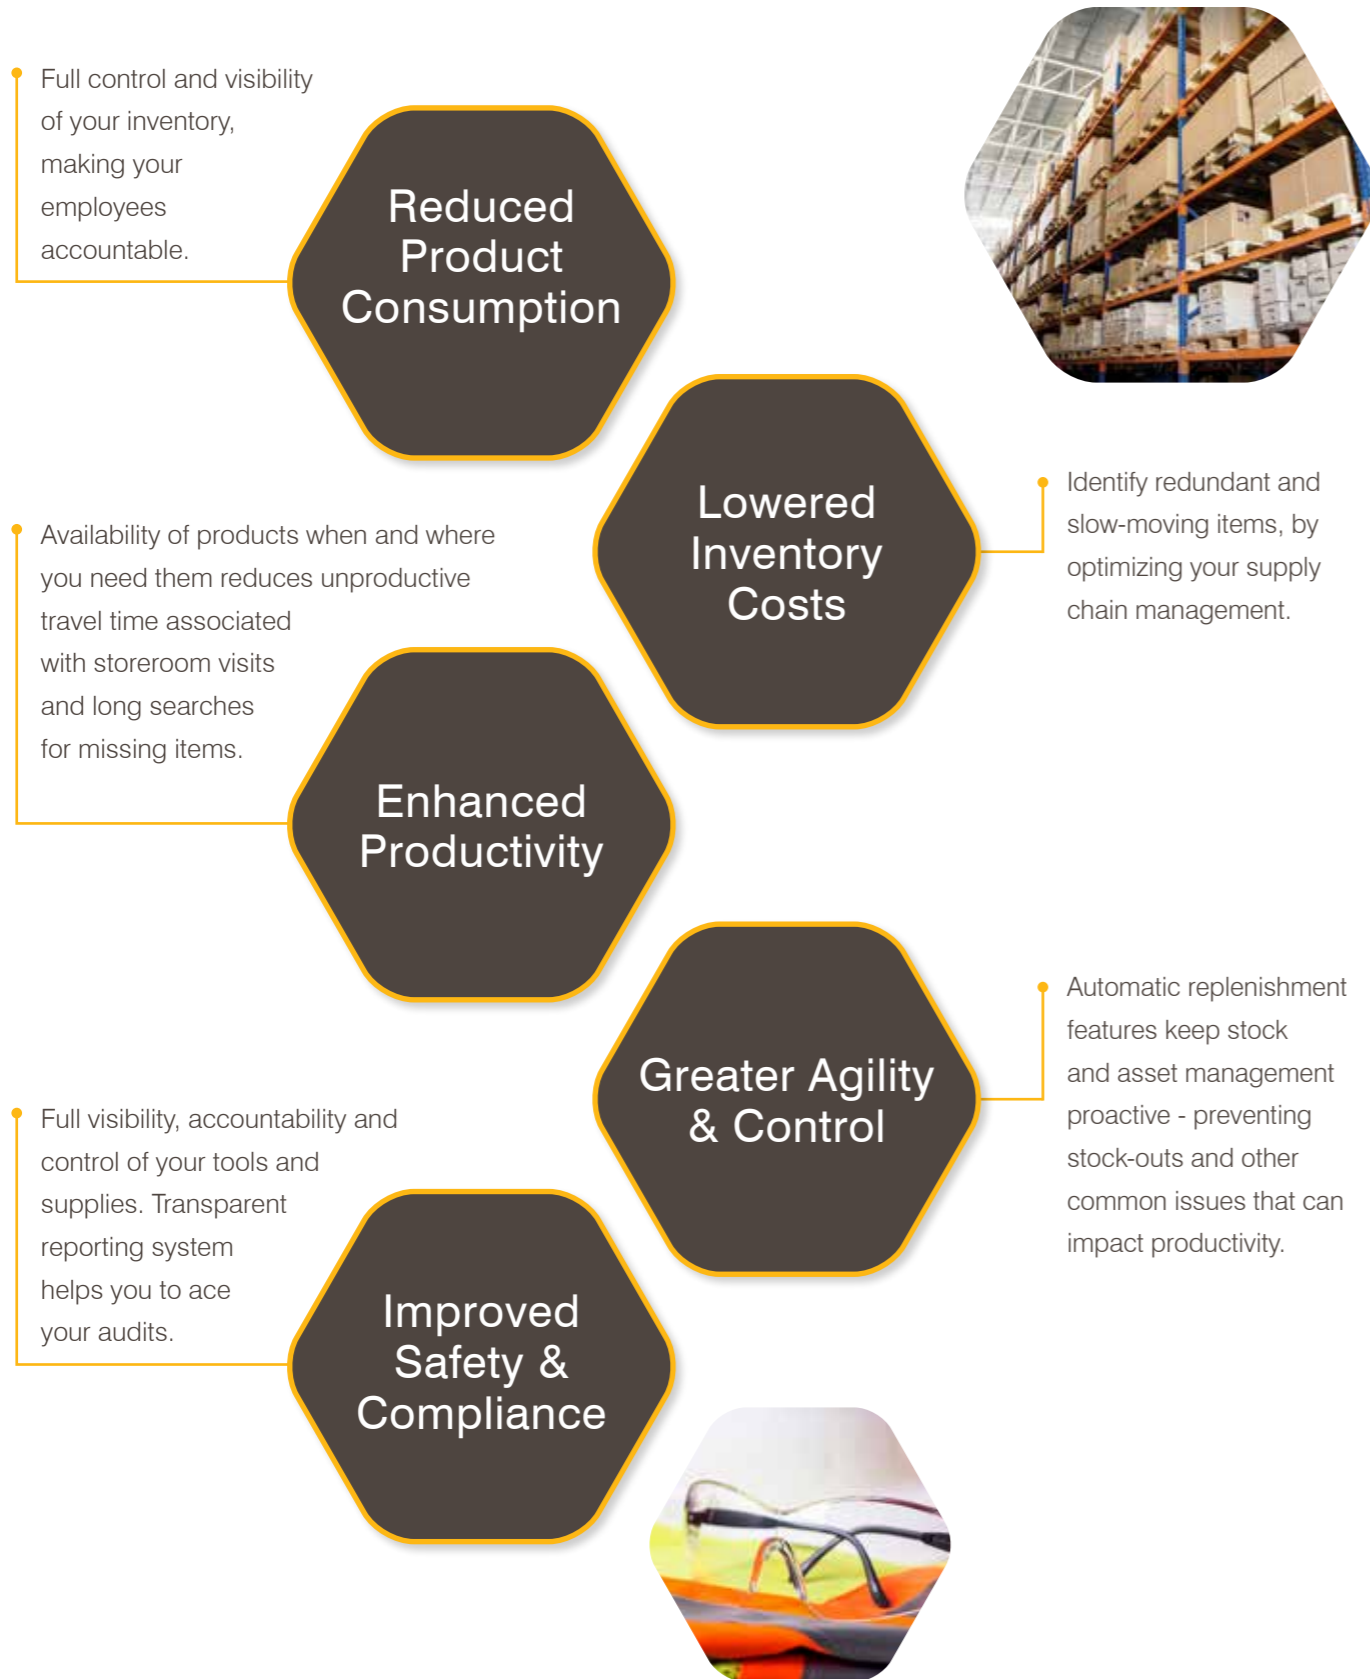 Full control and visibility
of your inventory,
making your
employees
accountable.
Reduced
Product
Consumption
Lowered
Inventory
Costs
Identify redundant and
slow-moving items, by
optimizing your supply
chain management.
Availability of products when and where
you need them reduces unproductive
travel time associated
with storeroom visits
and long searches
for missing items.
Enhanced
Productivity
Greater Agility
& Control
Automatic replenishment
features keep stock
and asset management
proactive - preventing
stock-outs and other
common issues that can
impact productivity.
Full visibility, accountability and
control of your tools and
supplies. Transparent
reporting system
helps you to ace
your audits.
Improved
Safety &
Compliance